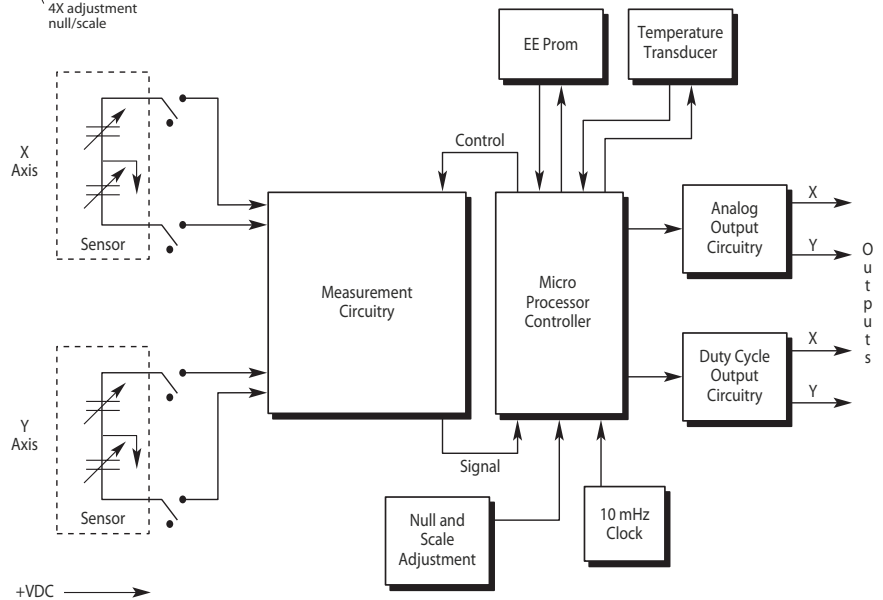 4X adjustment
null/scale
EE Prom
Temperature
Transducer
X
Axis
Sensor
Control
Measurement
Circuitry
Micro
Processor
Controller
Analog
Output
Circuitry
X
Y
Outputs
Duty Cycle
Output
Circuitry
X
Y
Y
Axis
Sensor
Signal
Null and
Scale
Adjustment
10 mHz
Clock
+VDC